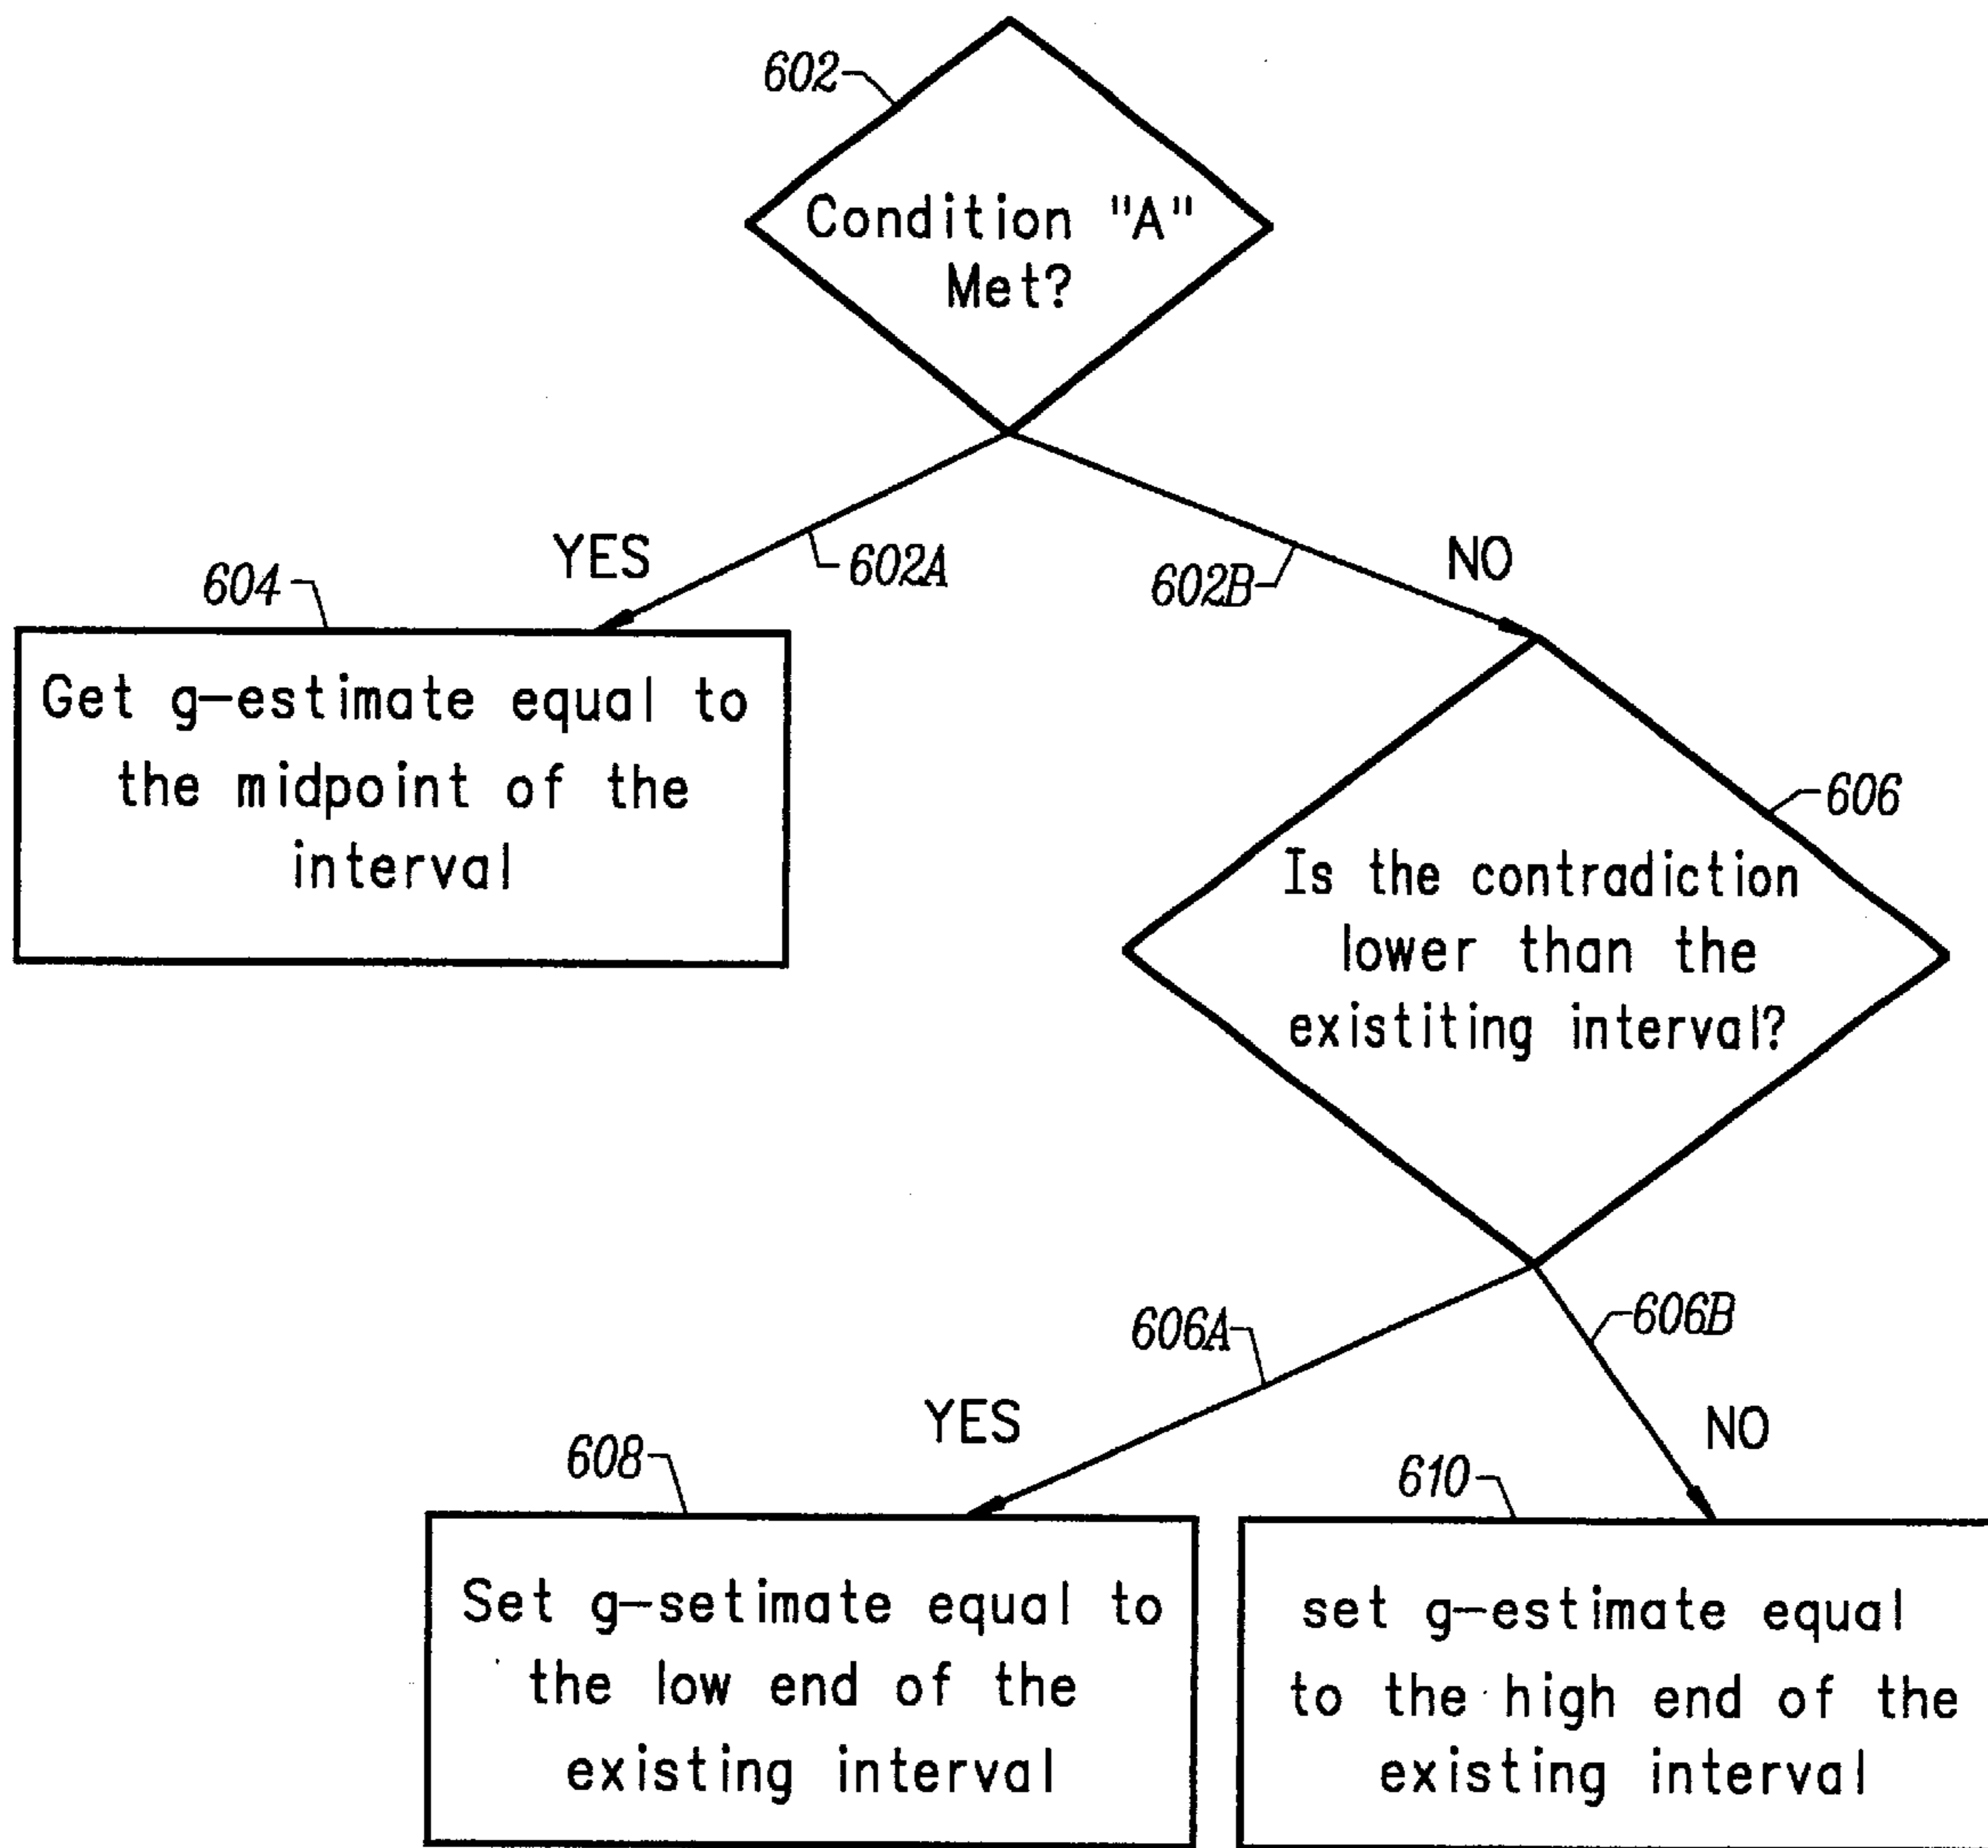 602
Condition "A"
Met?
YES
602A
602B
NO
604
Get g-estimate equal to
the midpoint of the
interval
606
Is the contradiction
lower than the
existiting interval?
606A
606B
YES
NO
608
610
Set g-setimate equal to
the low end of the
existing interval
set g-estimate equal
to the high end of the
existing interval